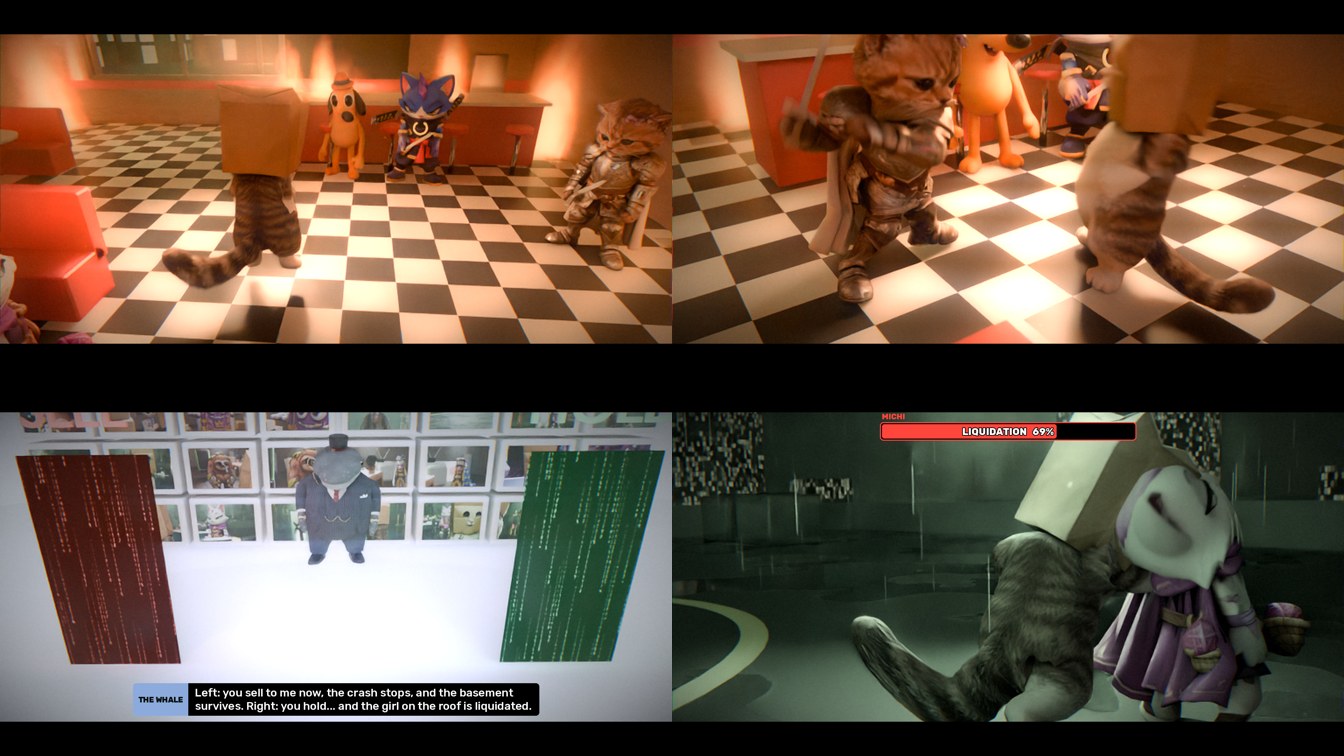 MICHI
LIQUIDATION 69%
THE WHALE
Left: you sell to me now, the crash stops, and the basement
survives. Right: you hold... and the girl on the roof is liquidated.